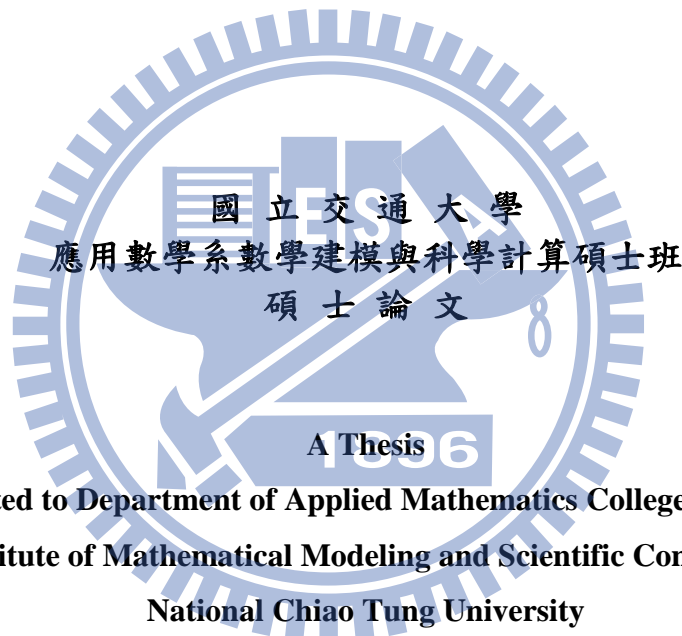 國 立 交 通 大 學
應用數學系數學建模與科學計算碩士班
碩 士 論 文
E S A
8
A Thesis
1896
ted to Department of Applied Mathematics College
itute of Mathematical Modeling and Scientific Con
National Chiao Tung University